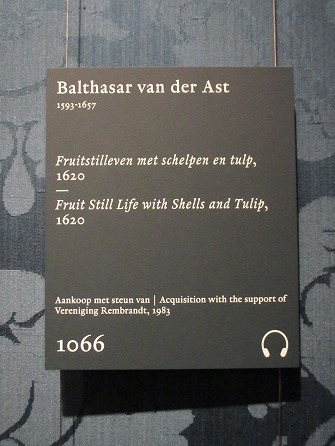 Balthasar van der Ast
1593-1657
Fruitstilleven met schelpen en tulp,
1620
—
Fruit Still Life with Shells and Tulip,
1620
Aankoop met steun van | Acquisition with the support of
Vereniging Rembrandt, 1983
1066